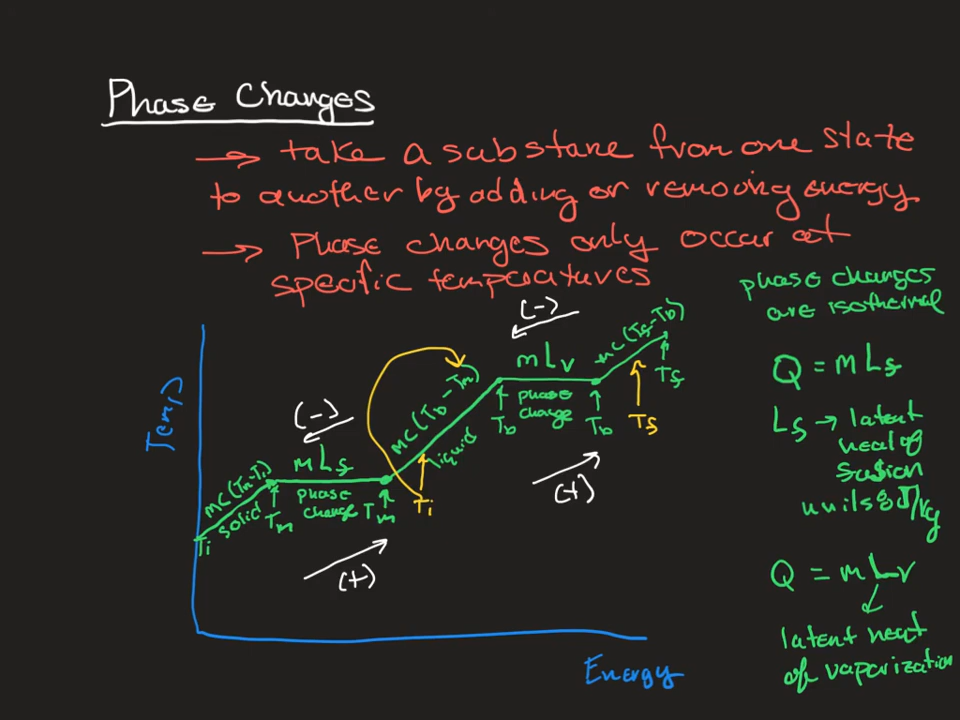 Phase Changes
→ take a substane from one state
to another by adding or removing energy
→ Phase changes only occur at
specific temperatures
phase changes
are isothermal
Q = mLf
Lf → latent
heat of
fusion
units: J/kg
Q = mLv
latent heat
of vaporization
Temp
(-)
mc(Tf-Tb)
mLv
Tf
phase
change
Tb
Tb
Tf
mc(Tb-Tm)
liquid
(-)
mLf
phase
change
mc(Tm-Ti)
solid
Tm
Tm
Ti
Ti
(+)
(+)
Energy